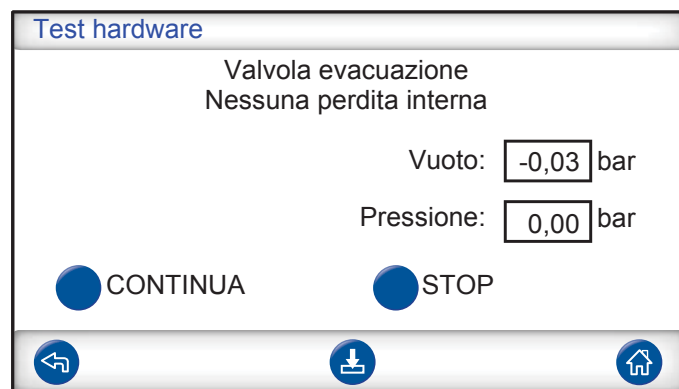 Test hardware
Valvola evacuazione
Nessuna perdita interna
Vuoto: -0,03 bar
Pressione: 0,00 bar
CONTINUA STOP